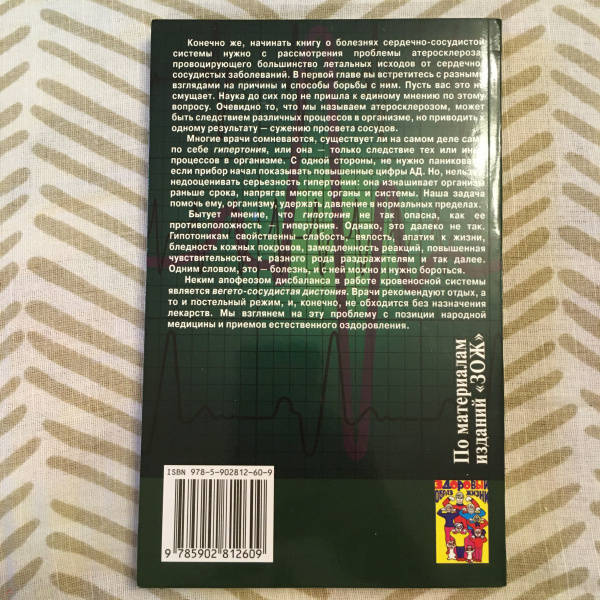 Конечно же, начинать книгу о болезнях сердечно-сосудистой
системы нужно с рассмотрения проблемы атеросклероза,
провоцирующего большинство летальных исходов от сердечно-
сосудистых заболеваний. В первой главе вы встретитесь с разными
взглядами на причины и способы борьбы с ним. Пусть вас это не
смущает. Наука до сих пор не пришла к единому мнению по этому
вопросу. Очевидно то, что мы называем атеросклерозом, может
быть следствием различных процессов в организме, но приводит к
одному результату — сужению просвета сосудов.
Многие врачи сомневаются, существует ли на самом деле сама
по себе гипертония, или она — только следствие тех или иных
процессов в организме. С одной стороны, не нужно паниковать,
если прибор начал показывать повышенные цифры АД. Но, нельзя
недооценивать серьезность гипертонии: она изнашивает организм
раньше срока, напрягая многие органы и системы. Наша задача
помочь ему, организму, удержать давление в нормальных пределах.
Бытует мнение, что гипотония не так опасна, как ее
противоположность – гипертония. Однако, это далеко не так.
Гипотоникам свойственны слабость, вялость, апатия к жизни,
бледность кожных покровов, замедленность реакций, повышенная
чувствительность к разного рода раздражителям и так далее.
Одним словом, это — болезнь, и с ней можно и нужно бороться.
Неким апофеозом дисбаланса в работе кровеносной системы
является вегето-сосудистая дистония. Врачи рекомендуют отдых, а
то и постельный режим, и, конечно, не обходится без назначения
лекарств. Мы взглянем на эту проблему с позиции народной
медицины и приемов естественного оздоровления.
По материалам
изданий «ЗОЖ»
ISBN 978-5-902812-60-9
9 785902 812609
ЗДОРОВЫЙ
ОБРАЗ ЖИЗНИ